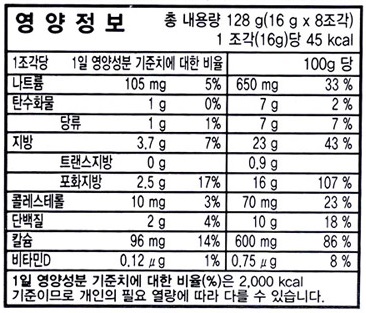 영 양 정 보
총 내용량 128 g(16 g × 8조각)
1 조각(16g)당 45 kcal
1조각당 1일 영양성분 기준치에 대한 비율 100g 당
나트륨 105 mg 5% 650 mg 33 %
탄수화물 1 g 0% 7 g 2 %
당류 1 g 1% 7 g 7 %
지방 3.7 g 7% 23 g 43 %
트랜스지방 0 g 0.9 g
포화지방 2.5 g 17% 16 g 107 %
콜레스테롤 10 mg 3% 70 mg 23 %
단백질 2 g 4% 10 g 18 %
칼슘 96 mg 14% 600 mg 86 %
비타민D 0.12 μg 1% 0.75 μg 8 %
1일 영양성분 기준치에 대한 비율(%)은 2,000 kcal
기준이므로 개인의 필요 열량에 따라 다를 수 있습니다.